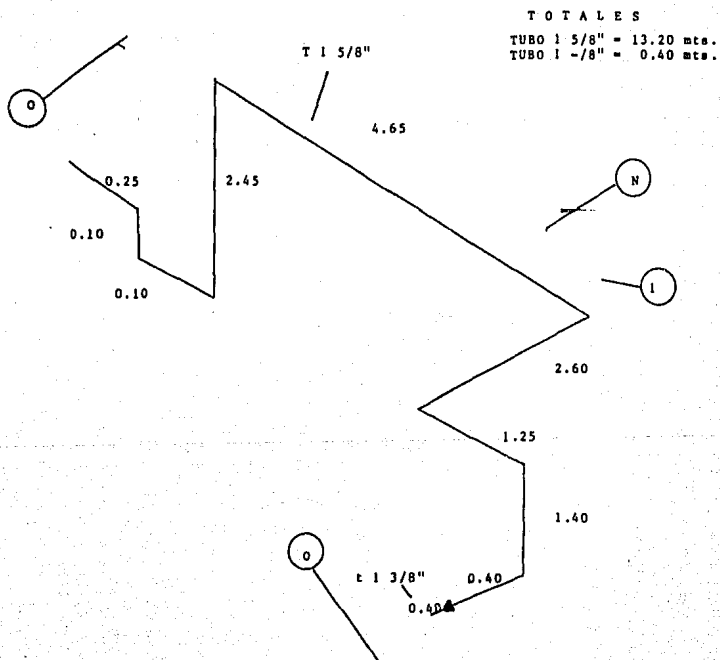 T O T A L E S
TUBO 1 5/8" = 13.20 mts.
TUBO 1 -/8" = 0.40 mts.
T 1 5/8"
O
4.65
0.25
2.45
N
0.10
0.10
1
2.60
1.25
1.40
O
t 1 3/8"
0.40
0.40